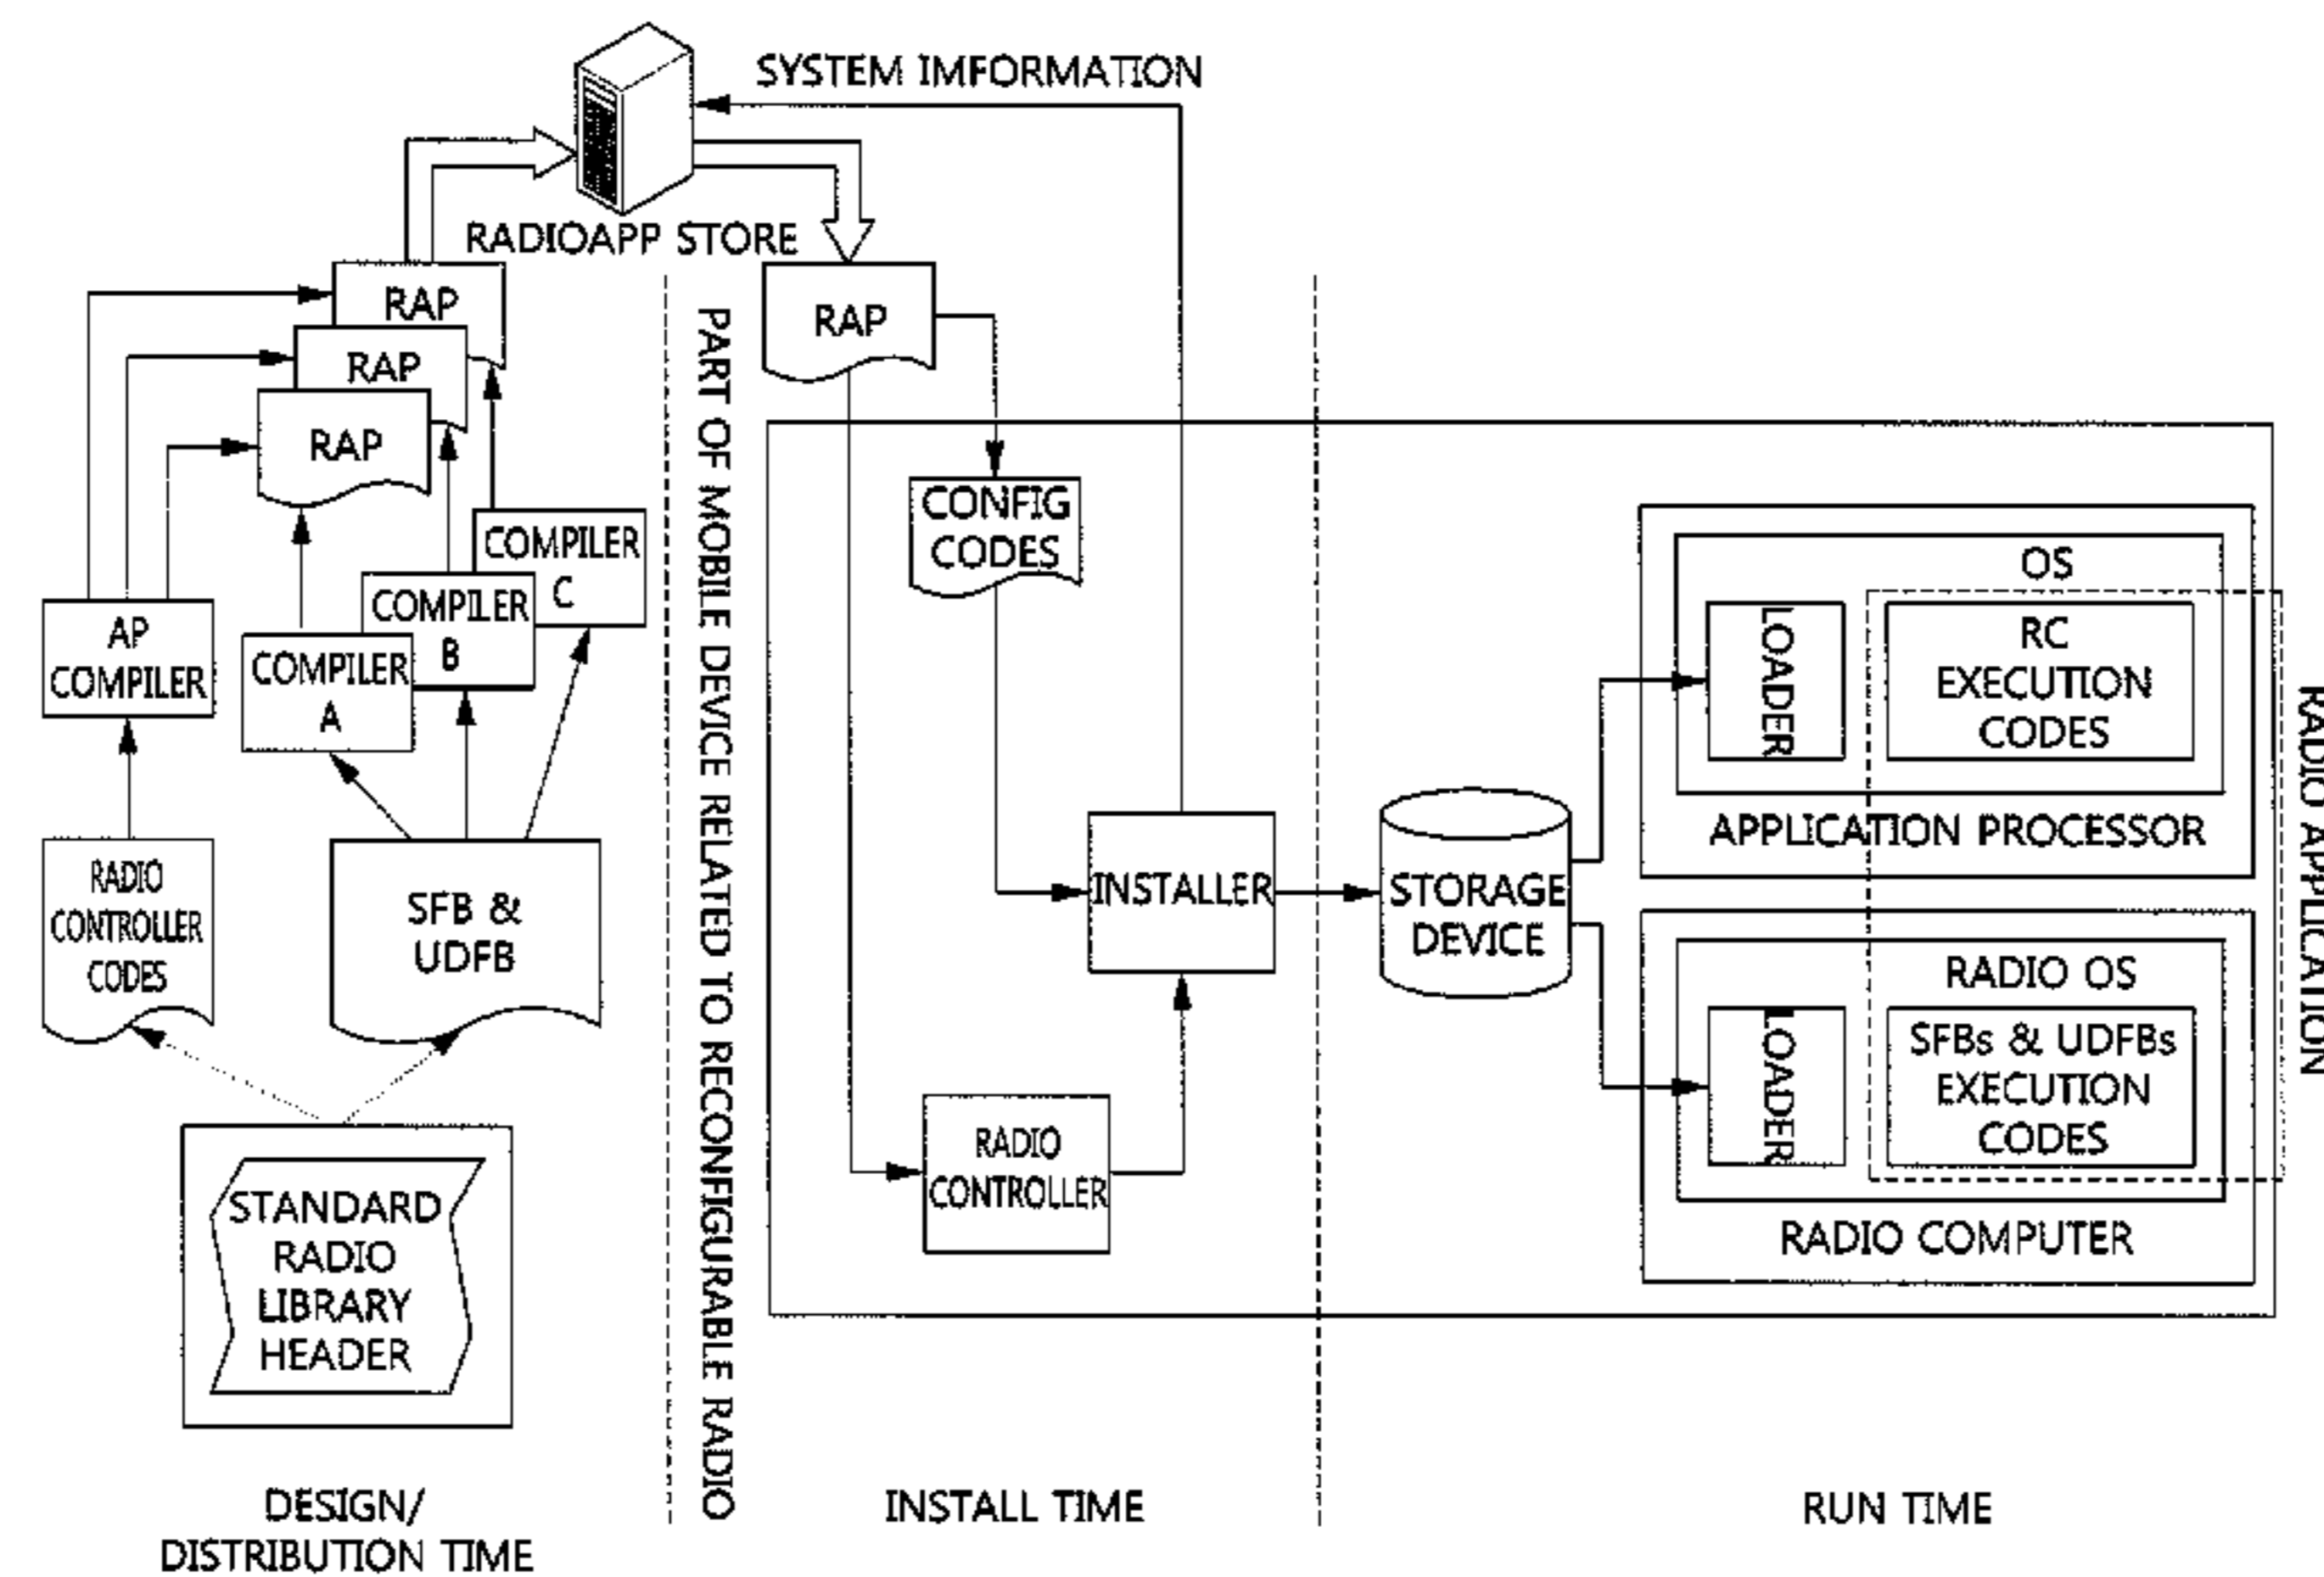 SYSTEM IMFORMATION
RADIOAPP STORE
RAP
RAP
RAP
COMPILER
C
COMPILER
B
COMPILER
A
AP
COMPILER
RADIO
CONTROLLER
CODES
SFB &
UDFB
STANDARD
RADIO
LIBRARY
HEADER
DESIGN/
DISTRIBUTION TIME
PART OF MOBILE DEVICE RELATED TO RECONFIGURABLE RADIO
RAP
CONFIG
CODES
INSTALLER
RADIO
CONTROLLER
INSTALL TIME
STORAGE
DEVICE
OS
LOADER
RC
EXECUTION
CODES
APPLICATION PROCESSOR
RADIO OS
LOADER
SFBs & UDFBs
EXECUTION
CODES
RADIO COMPUTER
RADIO APPLICATION
RUN TIME